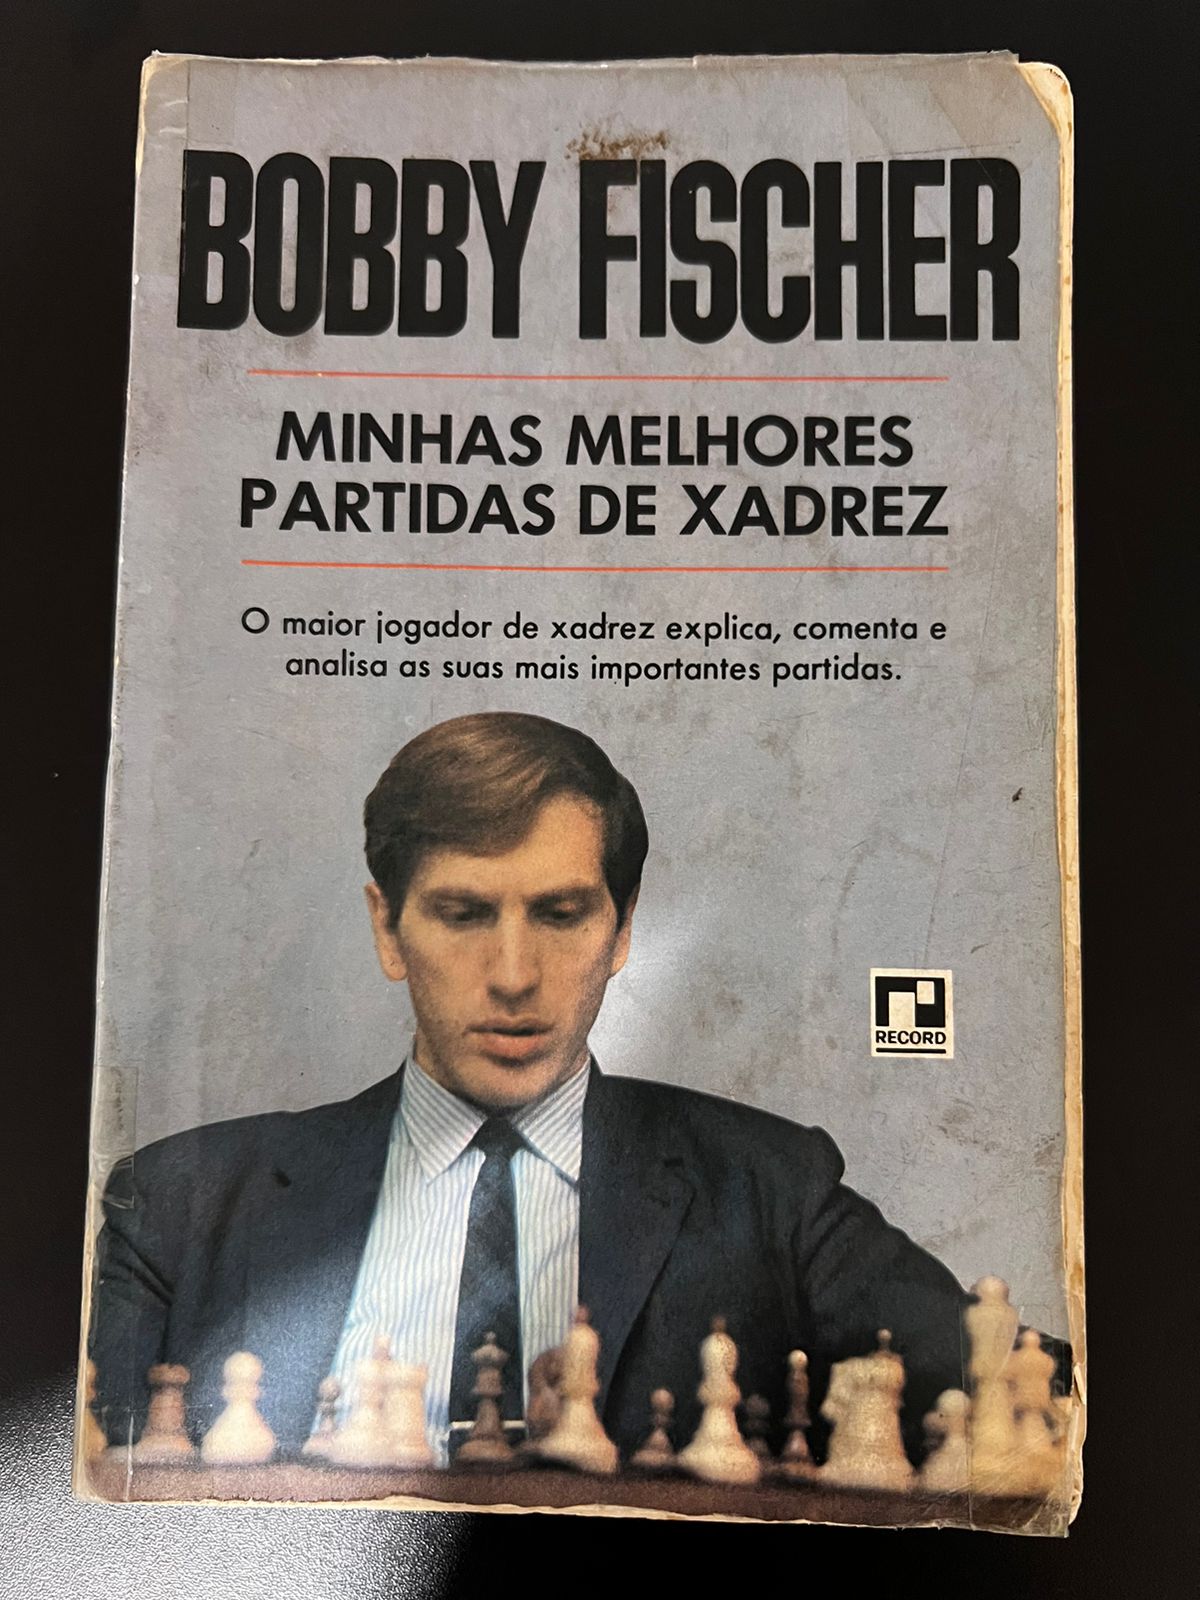 BOBBY FISCHER
MINHAS MELHORES
PARTIDAS DE XADREZ
O maior jogador de xadrez explica, comenta e
analisa as suas mais importantes partidas.
RECORD